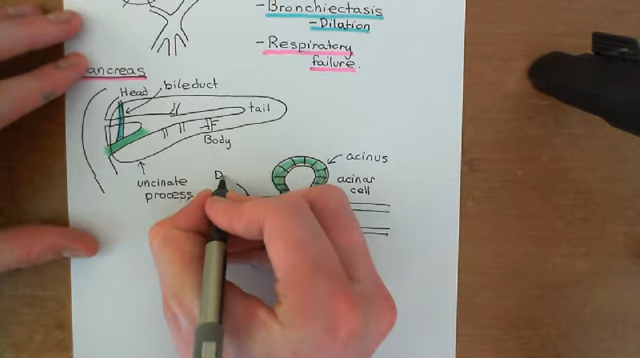 -Bronchiectasis
-Dilation
-Respiratory
failure.
ancreas
Head
bileduct
tail
Body
uncinate
process
D
acinus
acinar
cell